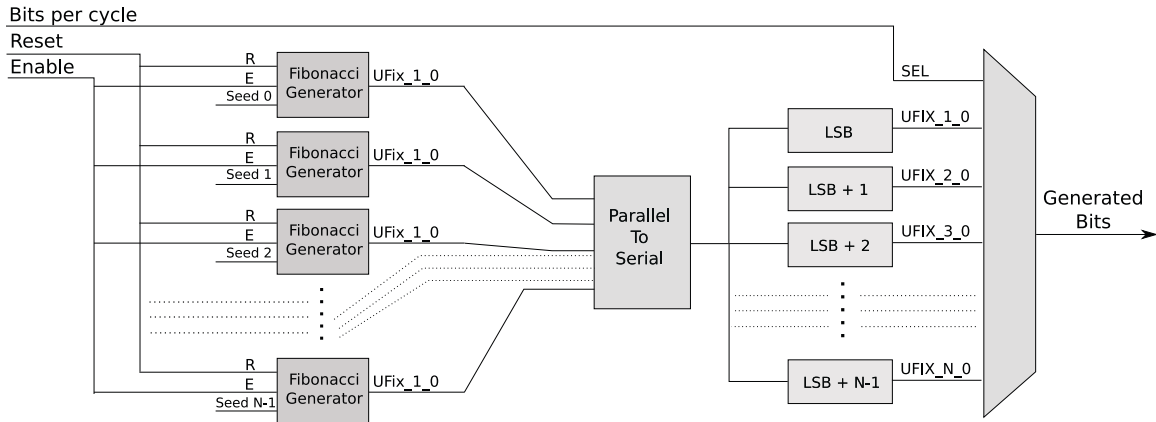 Bits per cycle
Reset
Enable
R
E
Seed 0
Fibonacci
Generator
UFix_1_0
R
E
Seed 1
Fibonacci
Generator
UFix_1_0
R
E
Seed 2
Fibonacci
Generator
UFix_1_0
R
E
Seed N-1
Fibonacci
Generator
UFix_1_0
Parallel
To
Serial
SEL
LSB
UFIX_1_0
LSB + 1
UFIX_2_0
LSB + 2
UFIX_3_0
LSB + N-1
UFIX_N_0
Generated
Bits